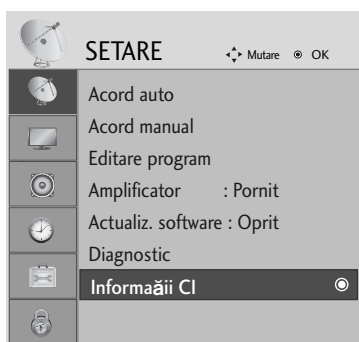 SETARE Mutare OK
Acord auto
Acord manual
Editare program
Amplificator : Pornit
Actualiz. software : Oprit
Diagnostic
Informaăii CI